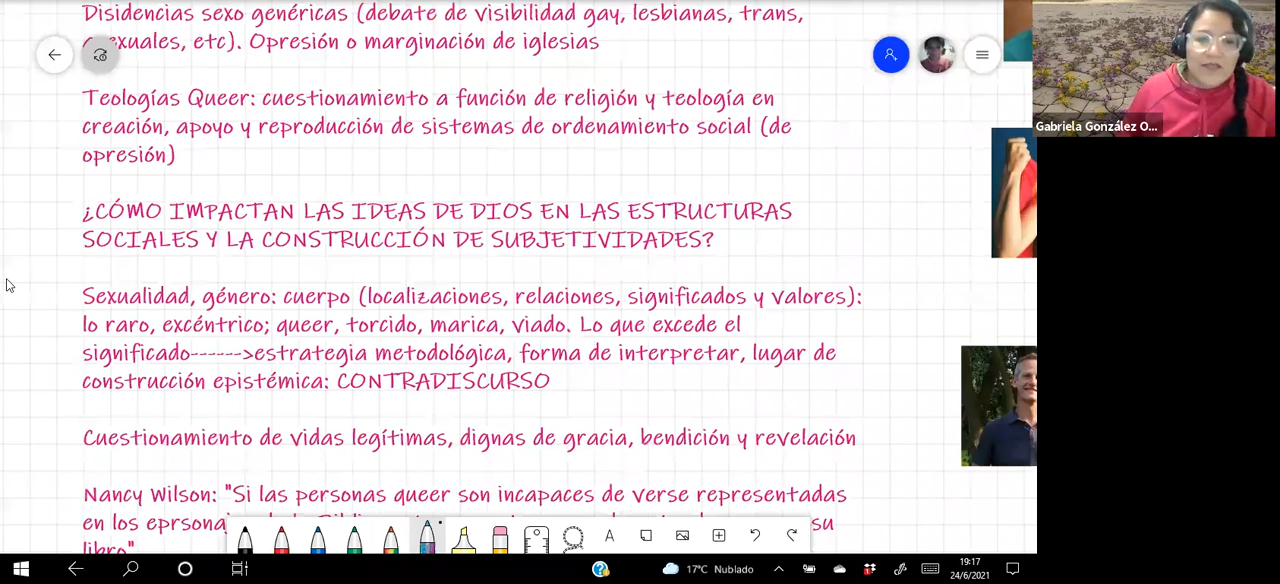 Disidencias sexo genéricas (debate de visibilidad gay, lesbianas, trans,
etc). Opresión o marginación de iglesias
Teologías Queer: cuestionamiento a función de religión y teología en
creación, apoyo y reproducción de sistemas de ordenamiento social (de
opresión)
¿CÓMO IMPACTAN LAS IDEAS DE DIOS EN LAS ESTRUCTURAS
SOCIALES Y LA CONSTRUCCIÓN DE SUBJETIVIDADES?
Sexualidad, género: cuerpo (localizaciones, relaciones, significados y valores):
lo raro, excéntrico; queer, torcido, marica, viado. Lo que excede el
significado------>estrategia metodológica, forma de interpretar, lugar de
construcción epistémica: CONTRADISCURSO
Cuestionamiento de vidas legítimas, dignas de gracia, bendición y revelación
Nancy Wilson: "Si las personas queer son incapaces de verse representadas
en los su
libro"
Gabriela González O...
17°C Nublado
19:17
24/6/2021